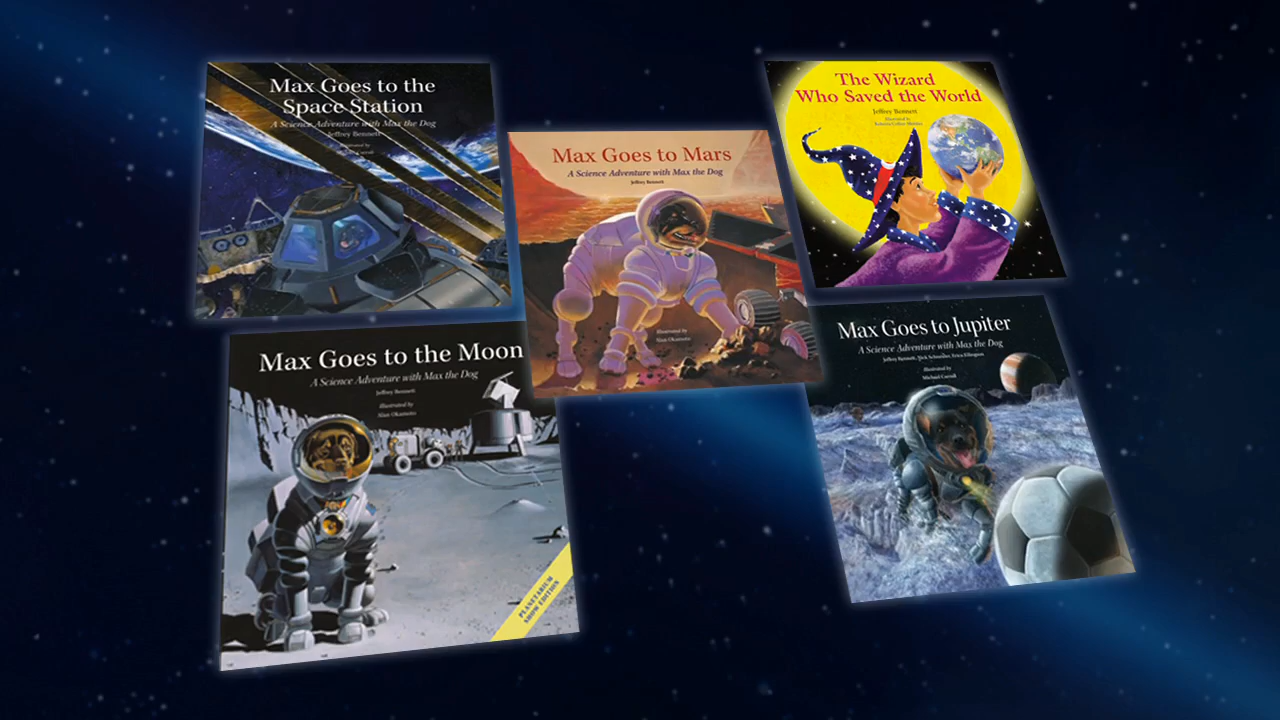 Max Goes to the
Space Station
A Science Adventure with Max the Dog
Jeffrey Bennett
Illustrated by
Max Goes to Mars
A Science Adventure with Max the Dog
Jeffrey Bennett
Illustrated by
Alan Okamoto
The Wizard
Who Saved the World
Jeffrey Bennett
Illustrated by
Max Goes to the Moon
A Science Adventure with Max the Dog
Jeffrey Bennett
Illustrated by
Alan Okamoto
PLANETARIUM
SHOW EDITION
Max Goes to Jupiter
A Science Adventure with Max the Dog
Jeffrey Bennett, Nick Schneider, Erica Ellingson
Illustrated by
Michael Carroll